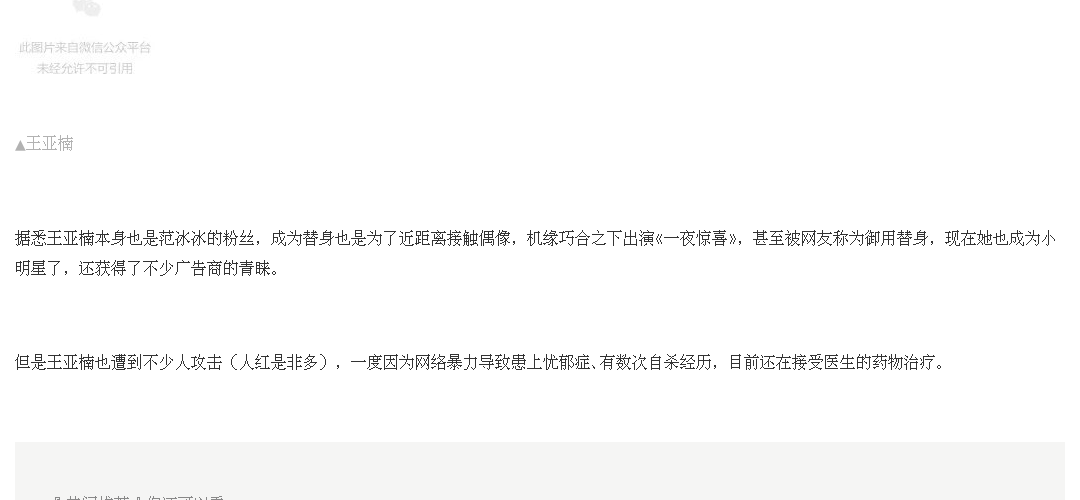 此图片来自微信公众平台
未经允许不可引用
▲王亚楠
据悉王亚楠本身也是范冰冰的粉丝，成为替身也是为了近距离接触偶像，机缘巧合之下出演《一夜惊喜》，甚至被网友称为御用替身，现在她也成为小
明星了，还获得了不少广告商的青睐。
但是王亚楠也遭到不少人攻击（人红是非多），一度因为网络暴力导致患上忧郁症、有数次自杀经历，目前还在接受医生的药物治疗。